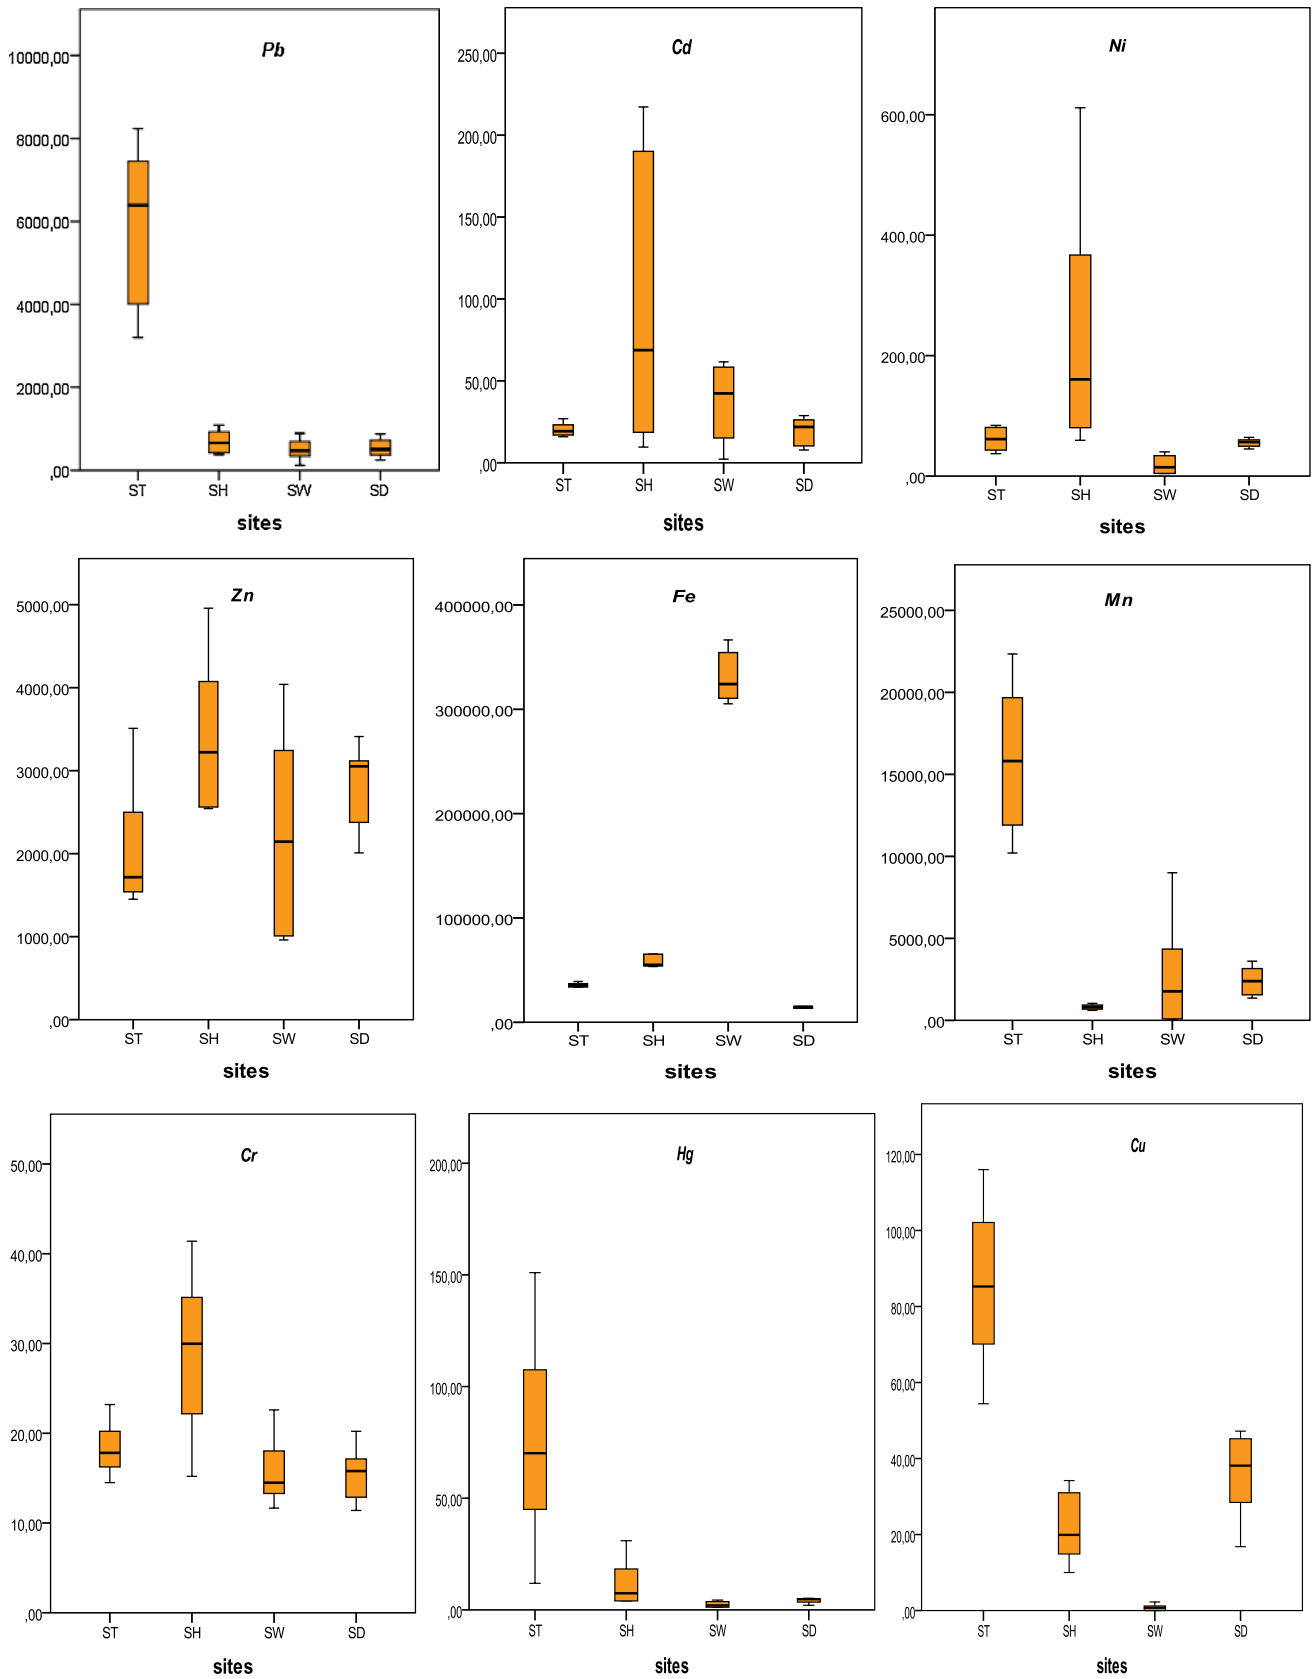 Pb
10000,00
8000,00
6000,00
4000,00
2000,00
,00
ST SH SW SD
sites
Cd
250,00
200,00
150,00
100,00
50,00
,00
ST SH SW SD
sites
Ni
600,00
400,00
200,00
,00
ST SH SW SD
sites
Zn
5000,00
4000,00
3000,00
2000,00
1000,00
,00
ST SH SW SD
sites
Fe
400000,00
300000,00
200000,00
100000,00
,00
ST SH SW SD
sites
Mn
25000,00
20000,00
15000,00
10000,00
5000,00
,00
ST SH SW SD
sites
Cr
50,00
40,00
30,00
20,00
10,00
,00
ST SH SW SD
sites
Hg
200,00
150,00
100,00
50,00
,00
ST SH SW SD
sites
Cu
120,00
100,00
80,00
60,00
40,00
20,00
,00
ST SH SW SD
sites